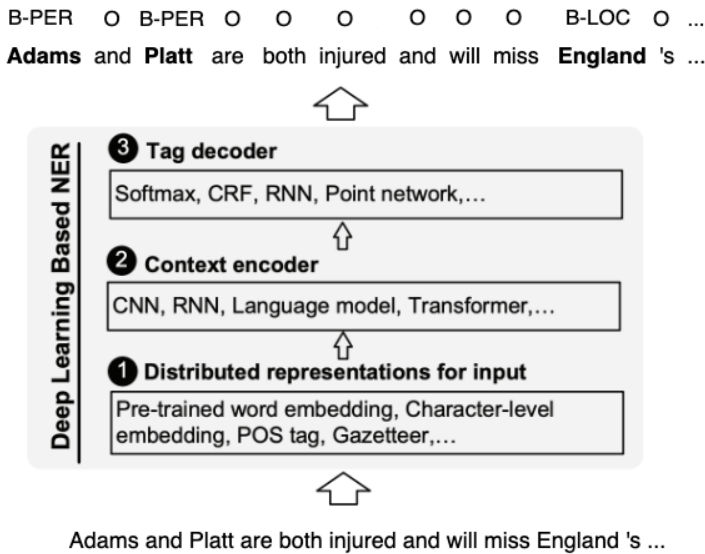 B-PER O B-PER O O O O O O B-LOC O ...
Adams and Platt are both injured and will miss England 's ...
Deep Learning Based NER
3 Tag decoder
Softmax, CRF, RNN, Point network,...
2 Context encoder
CNN, RNN, Language model, Transformer,...
1 Distributed representations for input
Pre-trained word embedding, Character-level
embedding, POS tag, Gazetteer,...
Adams and Platt are both injured and will miss England 's ...